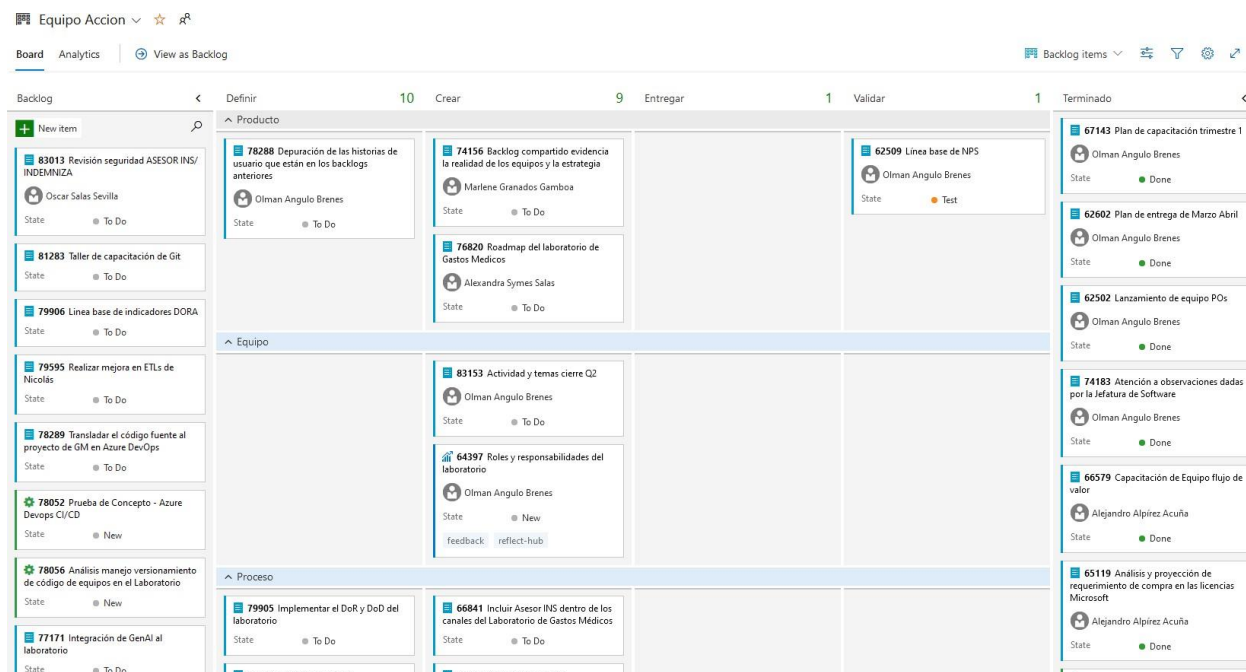 Equipo Accion
Board
Analytics
View as Backlog
Backlog items
Backlog
Definir
10
Crear
9
Entregar
1
Validar
1
Terminado
New item
83013 Revisión seguridad ASESOR INS/
INDEMNIZA
Oscar Salas Sevilla
State
To Do
81283 Taller de capacitación de Git
State
To Do
79906 Linea base de indicadores DORA
State
To Do
79595 Realizar mejora en ETLs de
Nicolás
State
To Do
78289 Transladar el código fuente al
proyecto de GM en Azure DevOps
State
To Do
78052 Prueba de Concepto - Azure
Devops CI/CD
State
New
78056 Análisis manejo versionamiento
de código de equipos en el Laboratorio
State
New
77171 Integración de GenAI al
laboratorio
State
To Do
Producto
78288 Depuración de las historias de
usuario que están en los backlogs
anteriores
Olman Angulo Brenes
State
To Do
74156 Backlog compartido evidencia
la realidad de los equipos y la estrategia
Marlene Granados Gamboa
State
To Do
76820 Roadmap del laboratorio de
Gastos Medicos
Alexandra Symes Salas
State
To Do
62509 Línea base de NPS
Olman Angulo Brenes
State
Test
Equipo
83153 Actividad y temas cierre Q2
Olman Angulo Brenes
State
To Do
64397 Roles y responsabilidades del
laboratorio
Olman Angulo Brenes
State
New
feedback
reflect-hub
Proceso
79905 Implementar el DoR y DoD del
laboratorio
State
To Do
66841 Incluir Asesor INS dentro de los
canales del Laboratorio de Gastos Médicos
State
To Do
67143 Plan de capacitación trimestre 1
Olman Angulo Brenes
State
Done
62602 Plan de entrega de Marzo Abril
Olman Angulo Brenes
State
Done
62502 Lanzamiento de equipo POs
Olman Angulo Brenes
State
Done
74183 Atención a observaciones dadas
por la Jefatura de Software
Olman Angulo Brenes
State
Done
66579 Capacitación de Equipo flujo de
valor
Alejandro Alpírez Acuña
State
Done
65119 Análisis y proyección de
requerimiento de compra en las licencias
Microsoft
Alejandro Alpírez Acuña
State
Done